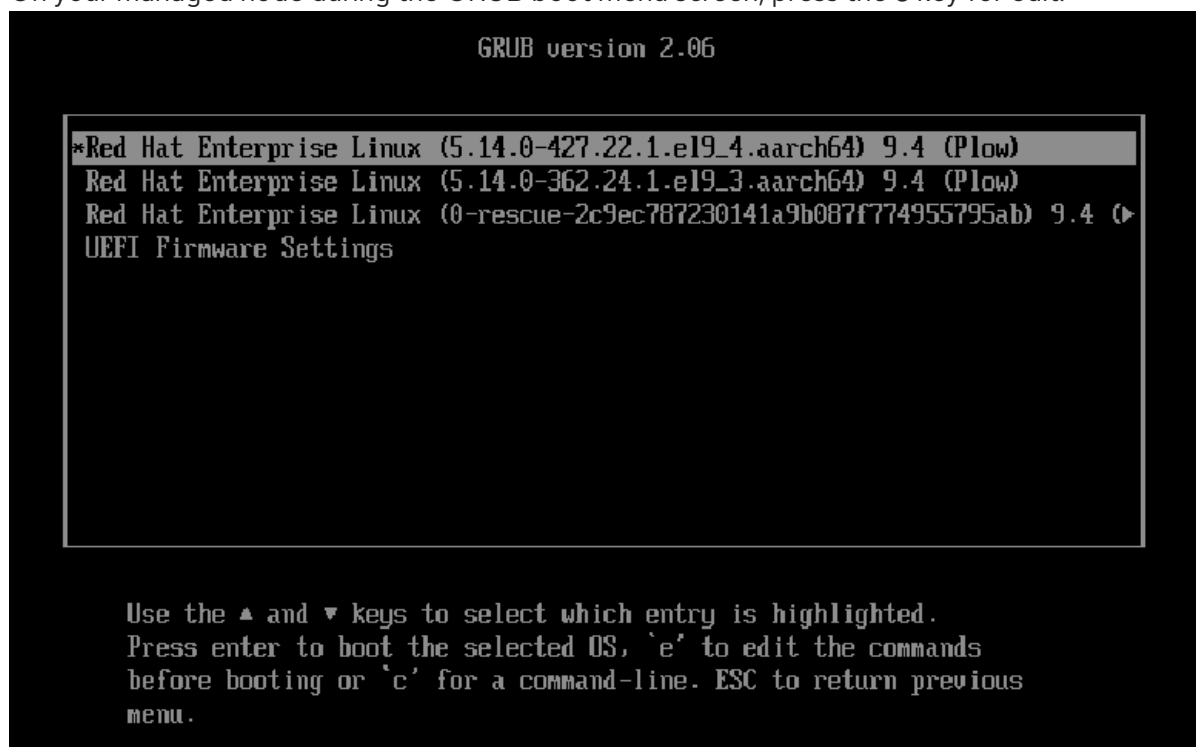 On your managed node during the GRUB boot menu screen, press the e key for edit.
GRUB version 2.06
*Red Hat Enterprise Linux (5.14.0-427.22.1.el9_4.aarch64) 9.4 (Plow)
Red Hat Enterprise Linux (5.14.0-362.24.1.el9_3.aarch64) 9.4 (Plow)
Red Hat Enterprise Linux (0-rescue-2c9ec787230141a9b087f774955795ab) 9.4 (▶
UEFI Firmware Settings
Use the ▲ and ▼ keys to select which entry is highlighted.
Press enter to boot the selected OS, `e' to edit the commands
before booting or `c' for a command-line. ESC to return previous
menu.